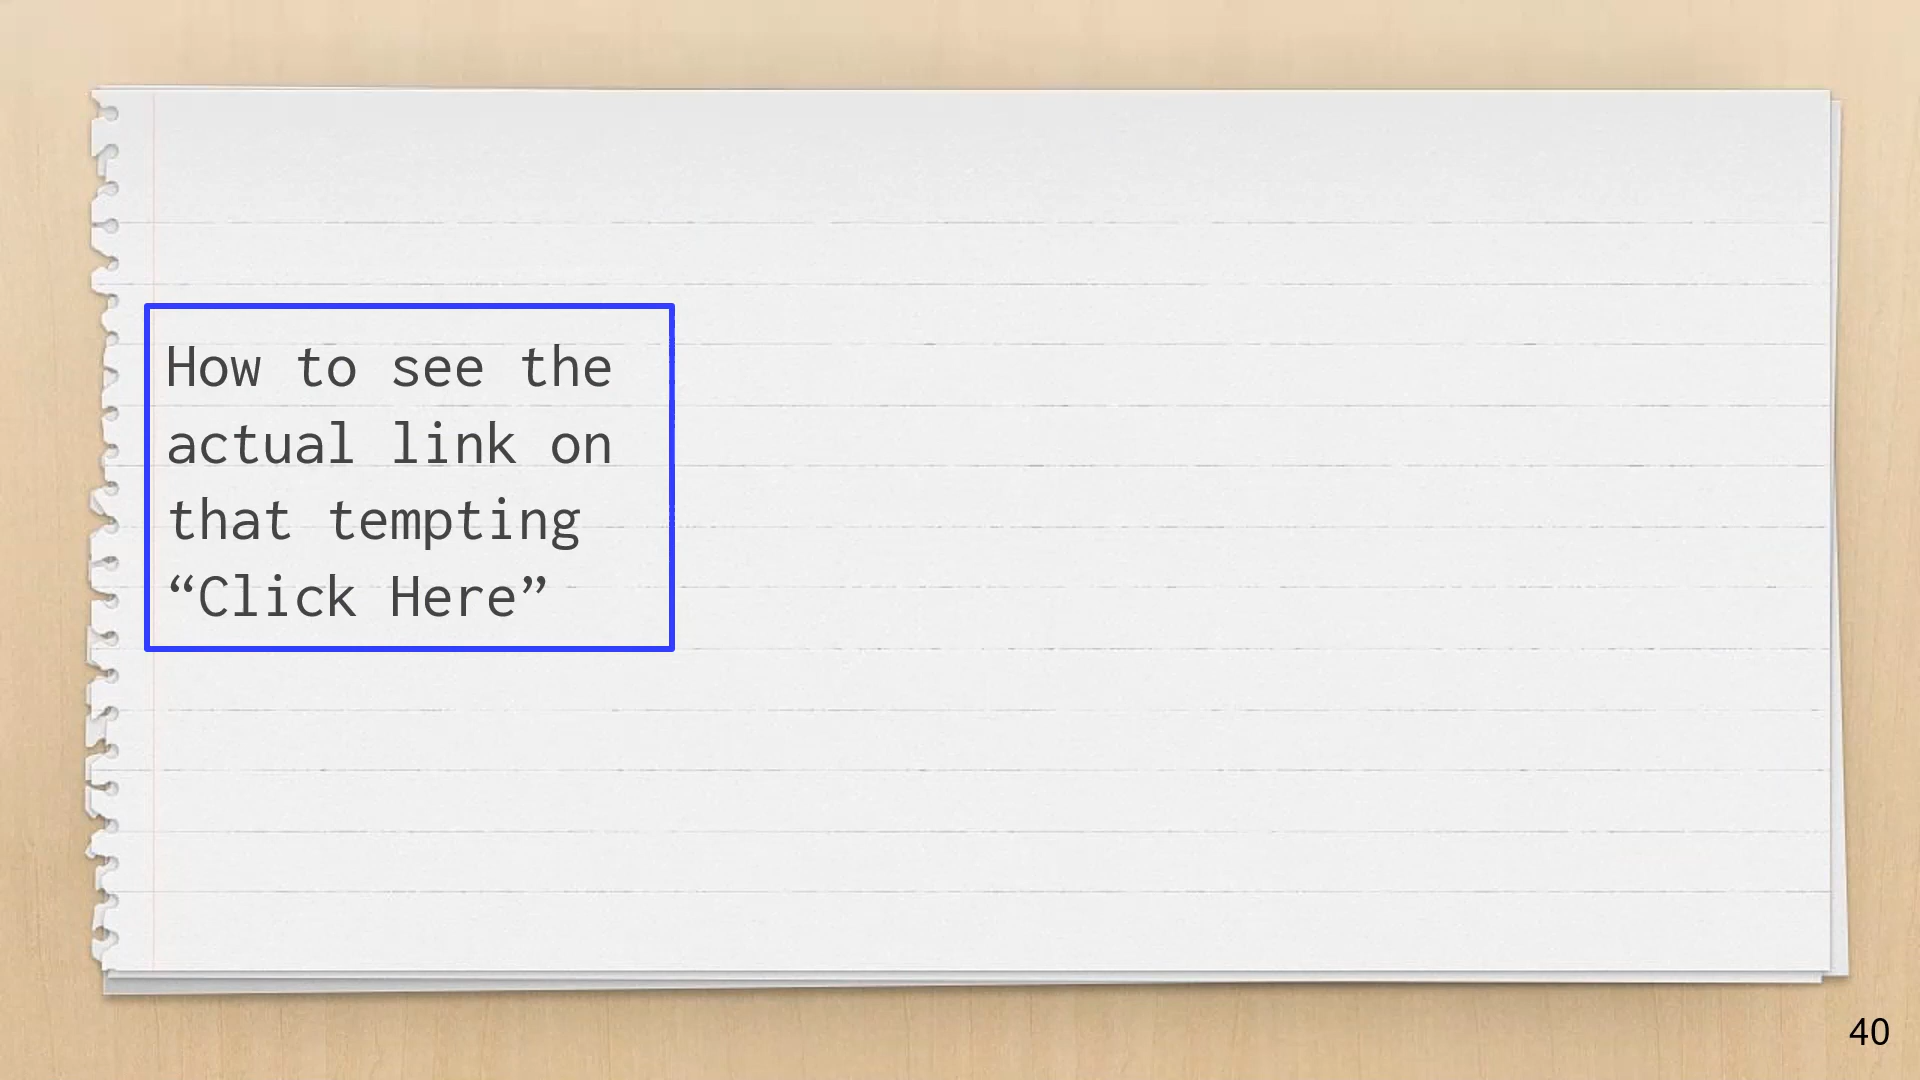 How to see the
actual link on
that tempting
“Click Here”
40